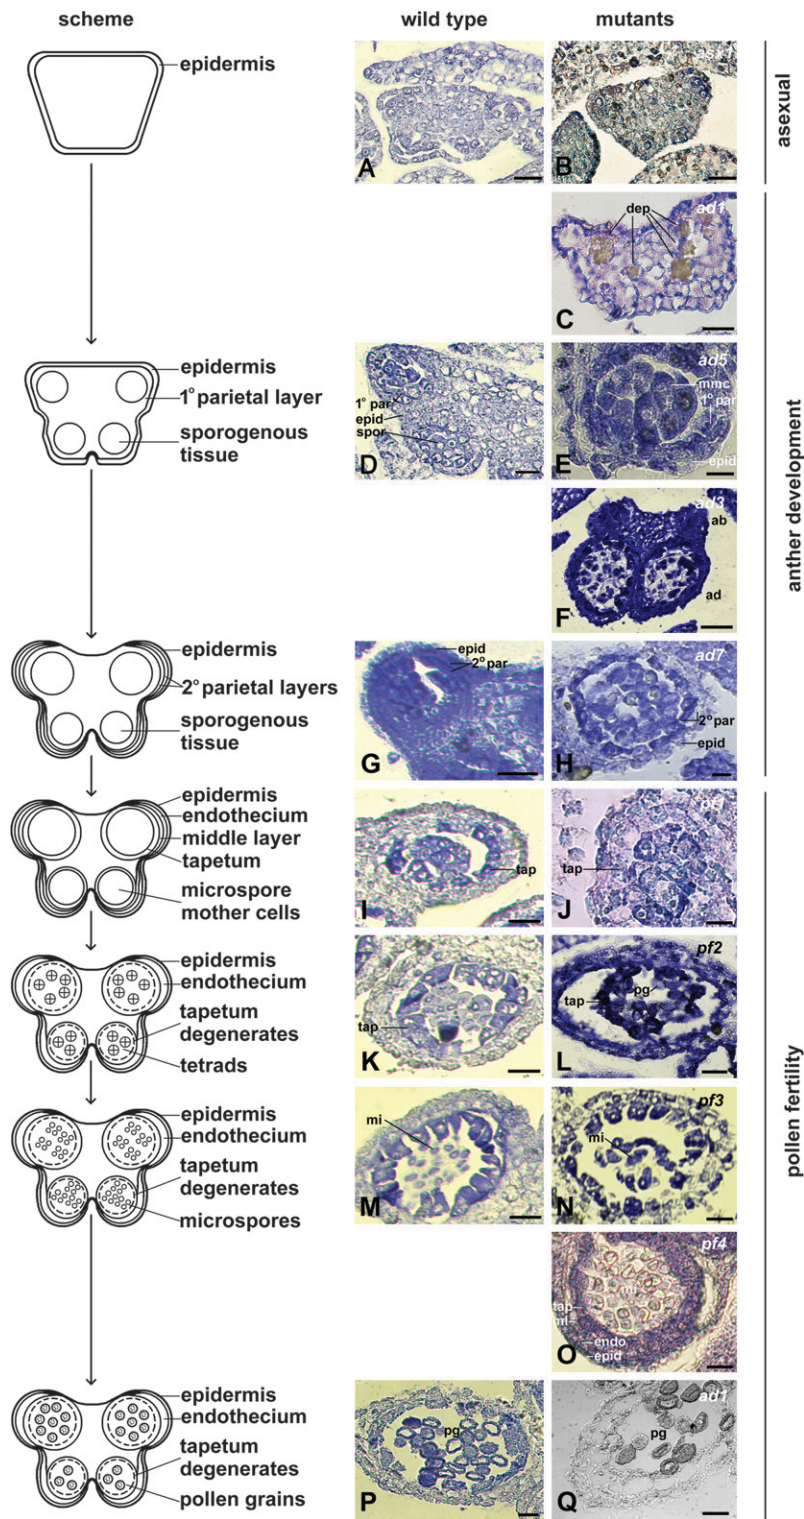 scheme
wild type
mutants
epidermis
A
asx1
B
asexual
dep
ad1
C
epidermis
1° parietal layer
sporogenous
tissue
1° par
epid
spor
D
ad5
mmc
1° par
epid
E
ad3
ab
ad
F
anther development
epidermis
2° parietal layers
sporogenous
tissue
epid
2° par
G
ad7
2° par
epid
H
epidermis
endothecium
middle layer
tapetum
microspore
mother cells
tap
I
pf1
tap
J
epidermis
endothecium
tapetum
degenerates
tetrads
tap
K
pf2
pg
tap
L
epidermis
endothecium
tapetum
degenerates
microspores
mi
M
pf3
mi
N
pf4
mi
tap
ml
endo
epid
O
pollen fertility
epidermis
endothecium
tapetum
degenerates
pollen grains
pg
P
ad1
pg
Q